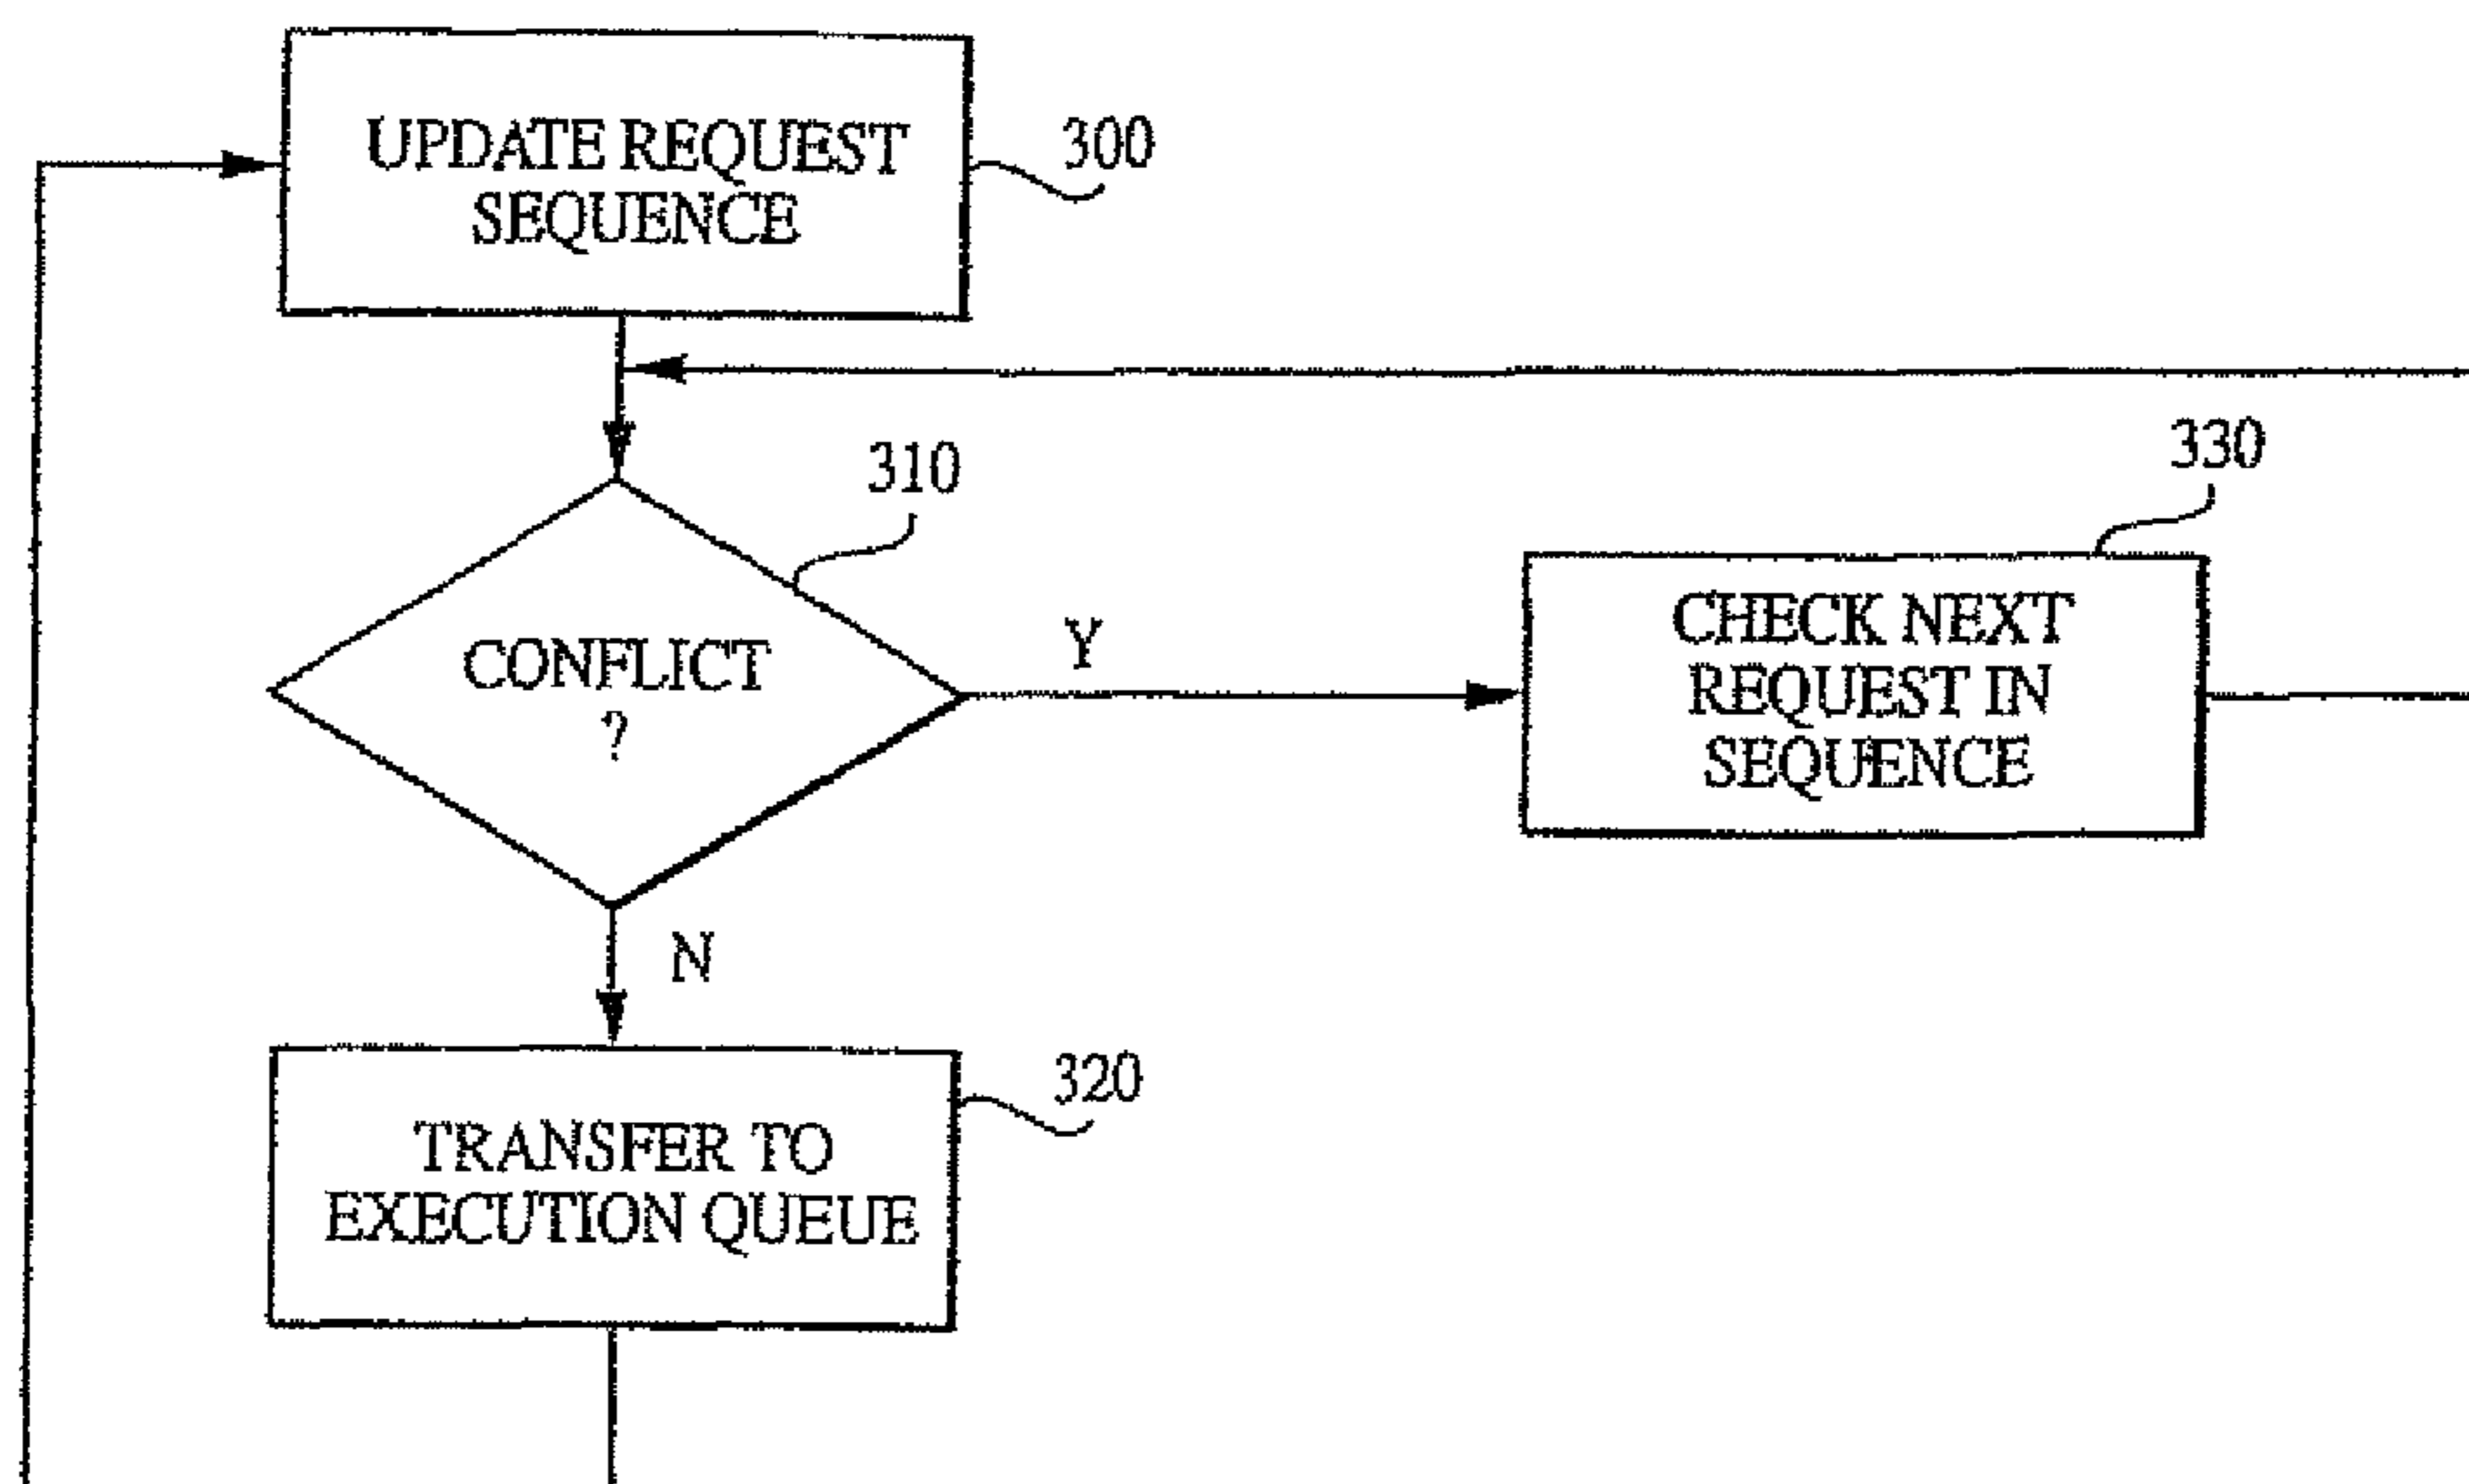 UPDATE REQUEST
SEQUENCE
300
310
330
CONFLICT
?
Y
CHECK NEXT
REQUEST IN
SEQUENCE
N
320
TRANSFER TO
EXECUTION QUEUE